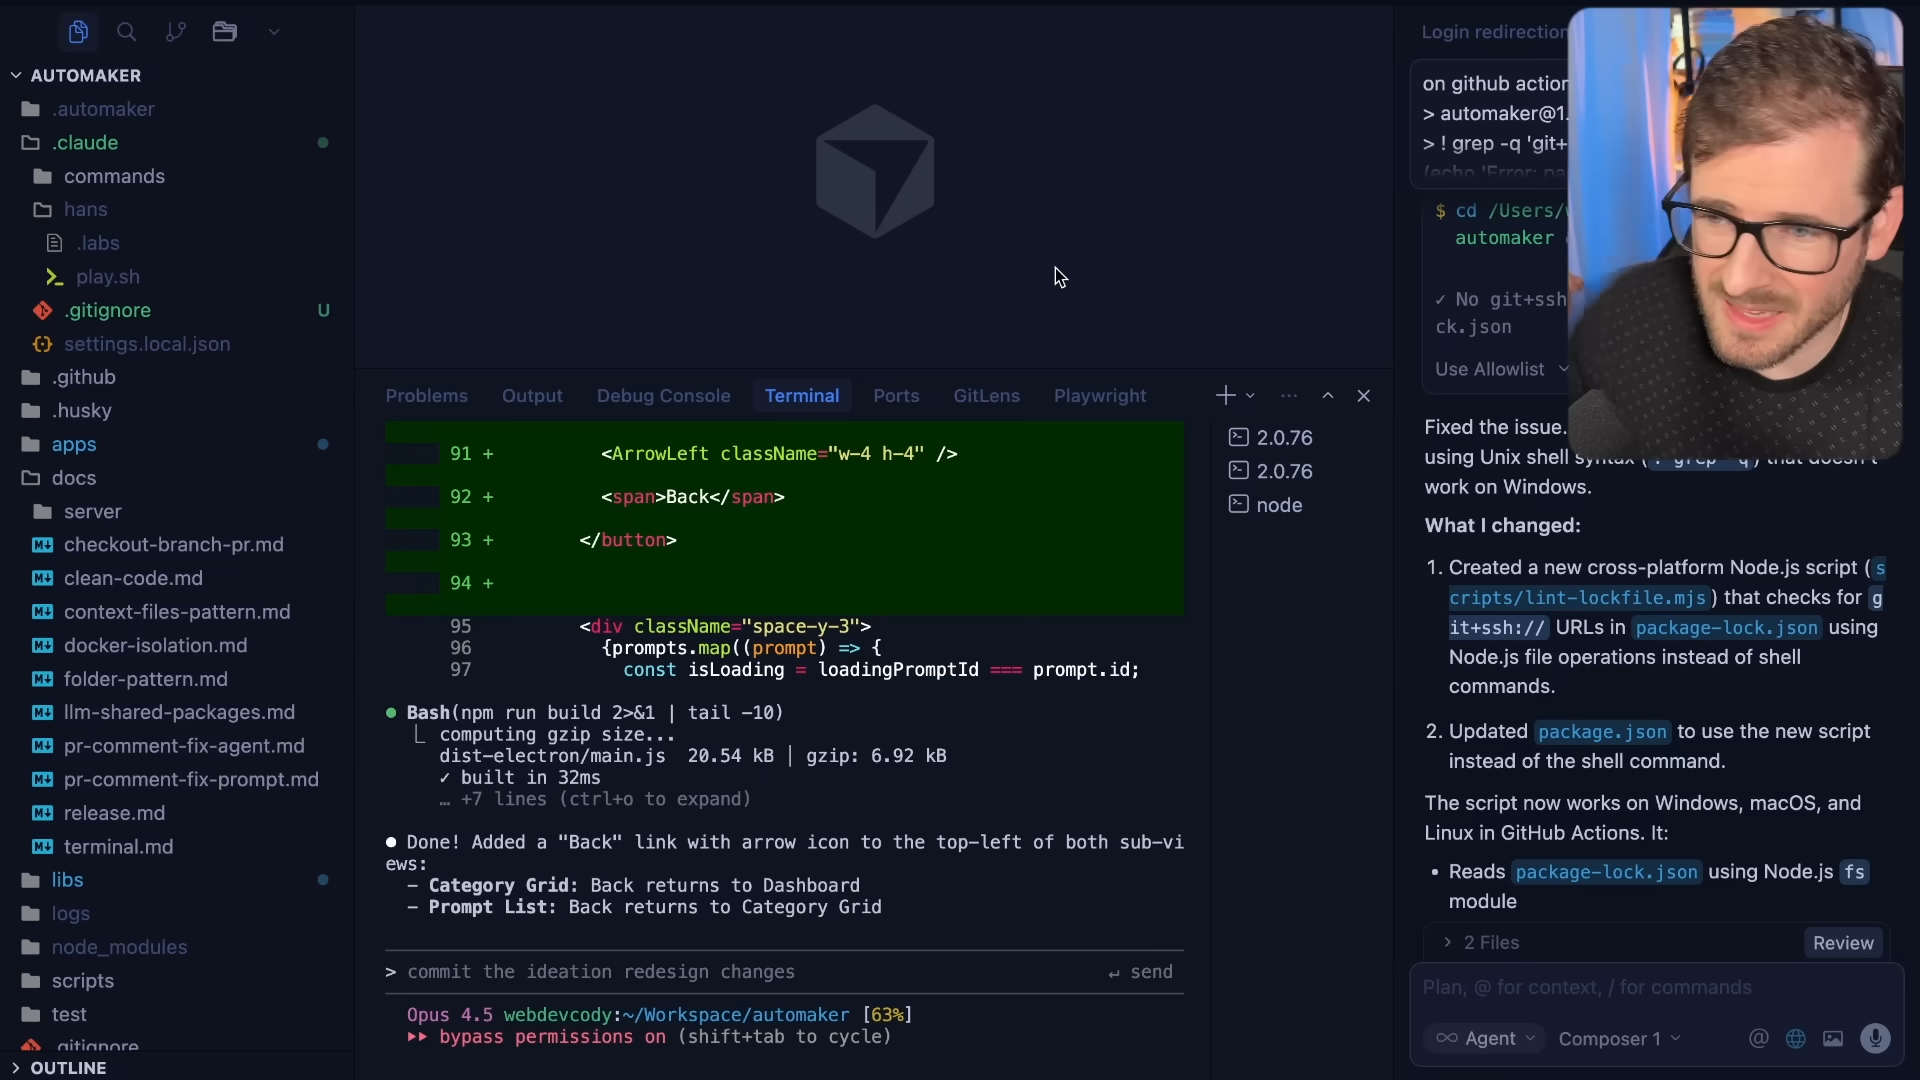 AUTOMAKER
.automaker
.claude
commands
hans
.labs
play.sh
.gitignore U
settings.local.json
.github
.husky
apps
docs
server
checkout-branch-pr.md
clean-code.md
context-files-pattern.md
docker-isolation.md
folder-pattern.md
llm-shared-packages.md
pr-comment-fix-agent.md
pr-comment-fix-prompt.md
release.md
terminal.md
libs
logs
node_modules
scripts
test
.gitignore
OUTLINE
Problems Output Debug Console Terminal Ports GitLens Playwright
91 + <ArrowLeft className="w-4 h-4" />
92 + <span>Back</span>
93 + </button>
94 +
95 <div className="space-y-3">
96 {prompts.map((prompt) => {
97 const isLoading = loadingPromptId === prompt.id;
Bash(npm run build 2>&1 | tail -10)
computing gzip size...
dist-electron/main.js 20.54 kB │ gzip: 6.92 kB
✓ built in 32ms
… +7 lines (ctrl+o to expand)
Done! Added a "Back" link with arrow icon to the top-left of both sub-vi
ews:
- Category Grid: Back returns to Dashboard
- Prompt List: Back returns to Category Grid
> commit the ideation redesign changes ↵ send
Opus 4.5 webdevcody:~/Workspace/automaker [63%]
▸▸ bypass permissions on (shift+tab to cycle)
2.0.76
2.0.76
node
Login redirection
on github action
> automaker@1.
> ! grep -q 'git+
(echo 'Error: pa
$ cd /Users/
automaker
✓ No git+ssh
ck.json
Use Allowlist
Fixed the issue.
using Unix shell syntax (! grep -q) that doesn't
work on Windows.
What I changed:
1. Created a new cross-platform Node.js script (s
cripts/lint-lockfile.mjs) that checks for g
it+ssh:// URLs in package-lock.json using
Node.js file operations instead of shell
commands.
2. Updated package.json to use the new script
instead of the shell command.
The script now works on Windows, macOS, and
Linux in GitHub Actions. It:
• Reads package-lock.json using Node.js fs
module
2 Files Review
Plan, @ for context, / for commands
Agent Composer 1